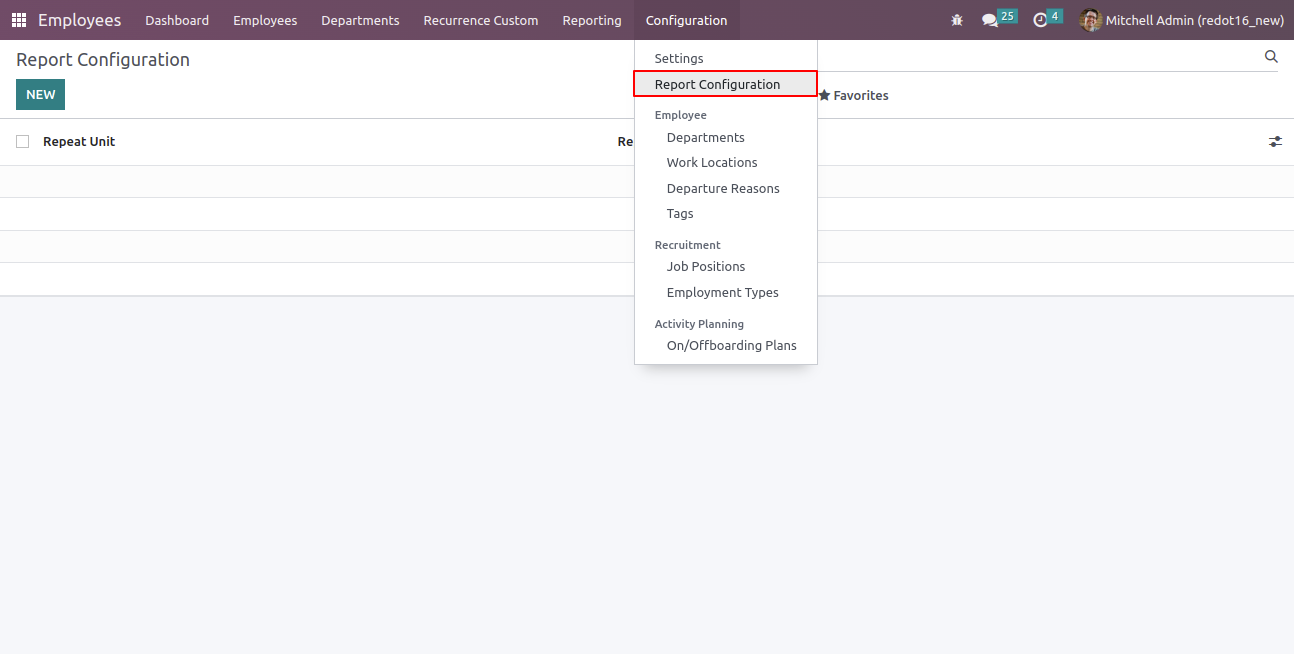 Employees Dashboard Employees Departments Recurrence Custom Reporting Configuration 25 4 Mitchell Admin (redot16_new)
Report Configuration
NEW
Favorites
Repeat Unit Re
Settings
Report Configuration
Employee
Departments
Work Locations
Departure Reasons
Tags
Recruitment
Job Positions
Employment Types
Activity Planning
On/Offboarding Plans